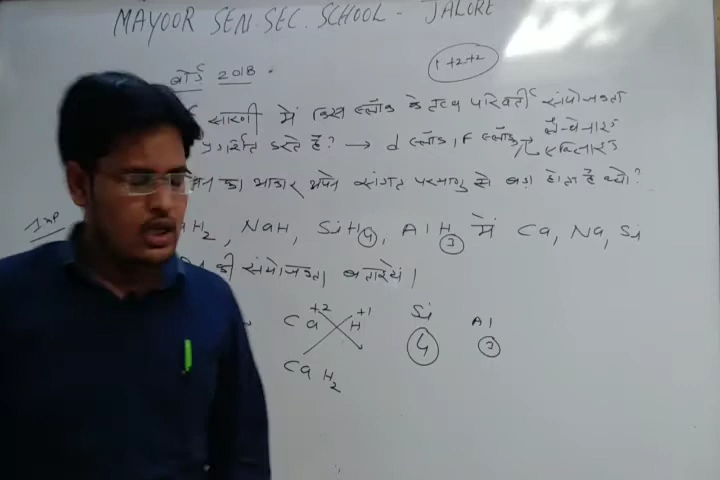 MAYOOR SEN. SEC. SCHOOL - JALORE
बोर्ड 2018 -
1+2+2
सारणी में किस ब्लॉक के तत्व परिवर्ती संयोजकता
प्रदर्शित करते हैं? → d ब्लॉक, f ब्लॉक
का आकार अपने संगत परमाणु से बड़ा होता है क्यों?
Imp
H2, NaH, SiH4, AlH3 में Ca, Na, Si
की संयोजकता बताइये।
Ca +2 H +1 Si Al
4 3
CaH2